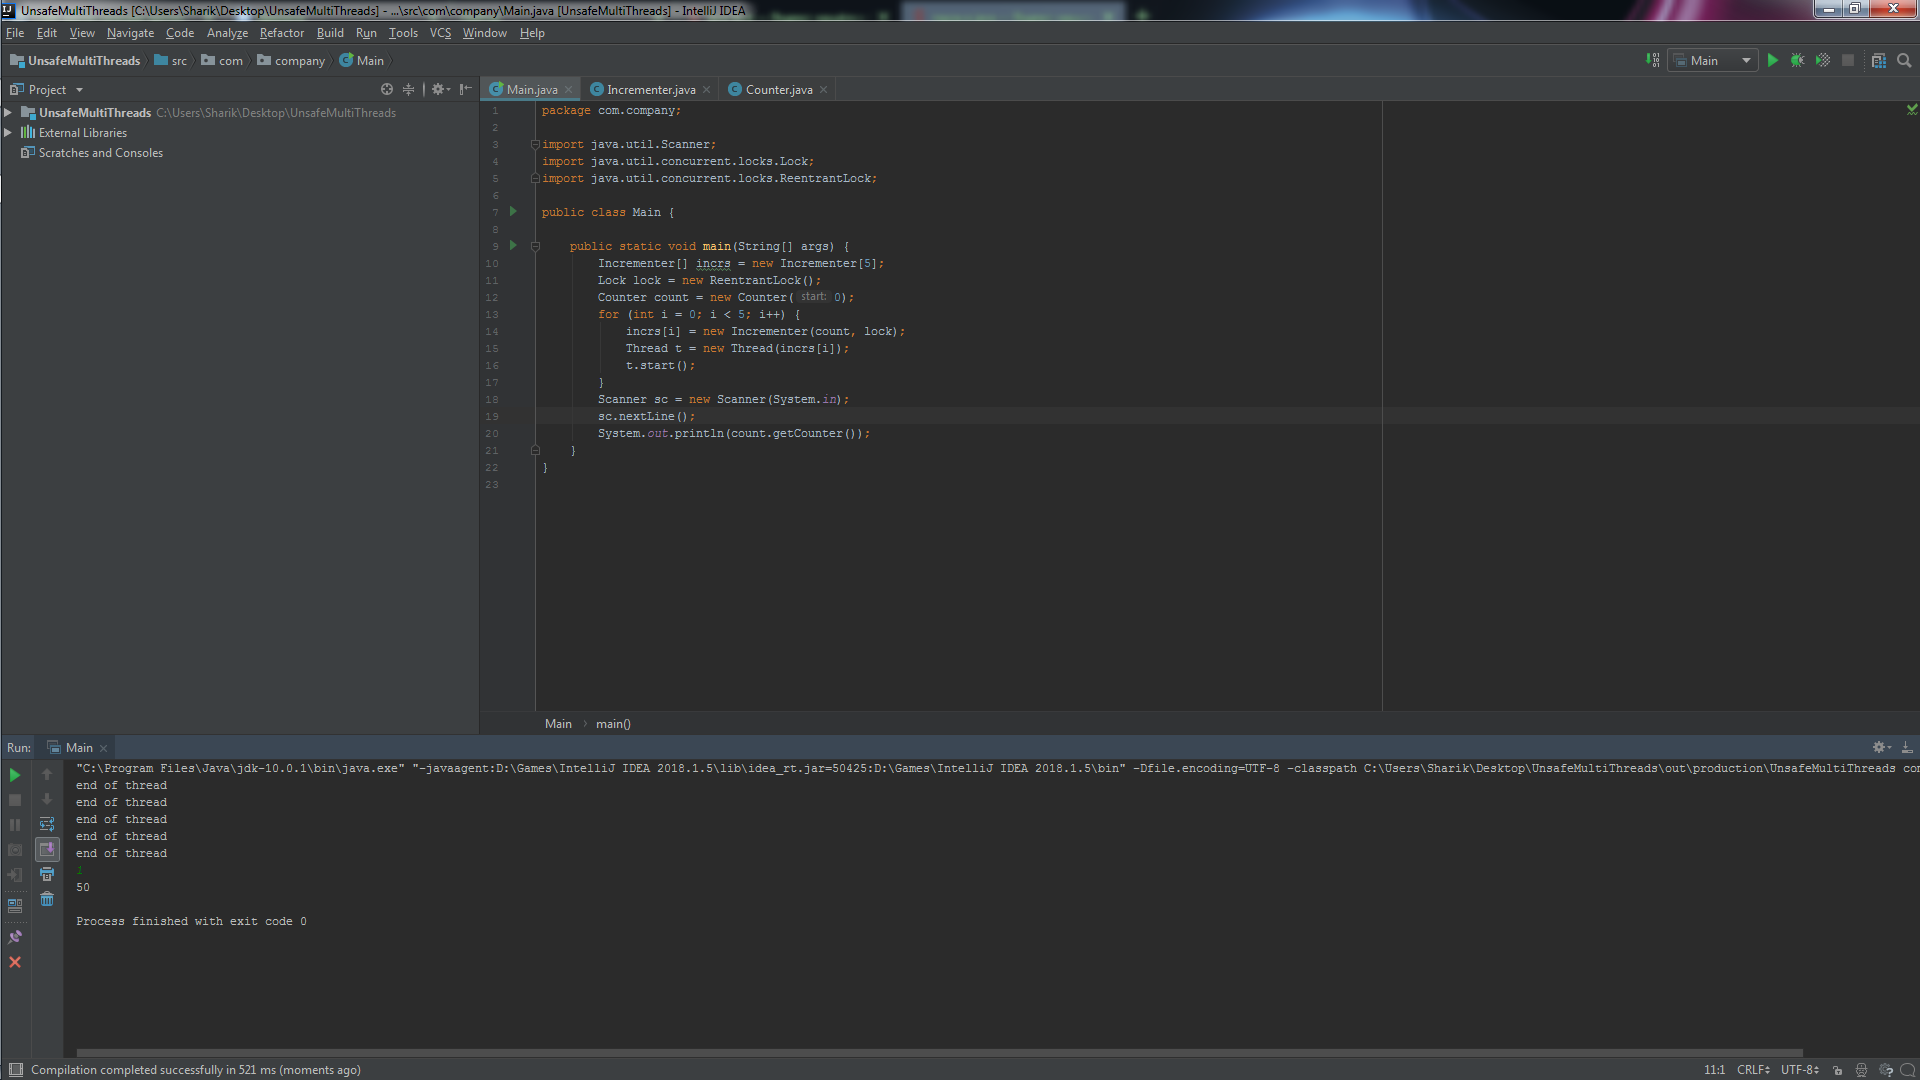 UnsafeMultiThreads [C:\Users\Sharik\Desktop\UnsafeMultiThreads] - ...\src\com\company\Main.java [UnsafeMultiThreads] - IntelliJ IDEA
File Edit View Navigate Code Analyze Refactor Build Run Tools VCS Window Help
UnsafeMultiThreads src com company Main
Main
Project
Main.java Incrementer.java Counter.java
UnsafeMultiThreads C:\Users\Sharik\Desktop\UnsafeMultiThreads
External Libraries
Scratches and Consoles
1 package com.company;
2
3 import java.util.Scanner;
4 import java.util.concurrent.locks.Lock;
5 import java.util.concurrent.locks.ReentrantLock;
6
7 public class Main {
8
9 public static void main(String[] args) {
10 Incrementer[] incrs = new Incrementer[5];
11 Lock lock = new ReentrantLock();
12 Counter count = new Counter( start: 0);
13 for (int i = 0; i < 5; i++) {
14 incrs[i] = new Incrementer(count, lock);
15 Thread t = new Thread(incrs[i]);
16 t.start();
17 }
18 Scanner sc = new Scanner(System.in);
19 sc.nextLine();
20 System.out.println(count.getCounter());
21 }
22 }
23
Main main()
Run: Main
"C:\Program Files\Java\jdk-10.0.1\bin\java.exe" "-javaagent:D:\Games\IntelliJ IDEA 2018.1.5\lib\idea_rt.jar=50425:D:\Games\IntelliJ IDEA 2018.1.5\bin" -Dfile.encoding=UTF-8 -classpath C:\Users\Sharik\Desktop\UnsafeMultiThreads\out\production\UnsafeMultiThreads com
end of thread
end of thread
end of thread
end of thread
end of thread
1
50
Process finished with exit code 0
Compilation completed successfully in 521 ms (moments ago)
11:1 CRLF UTF-8